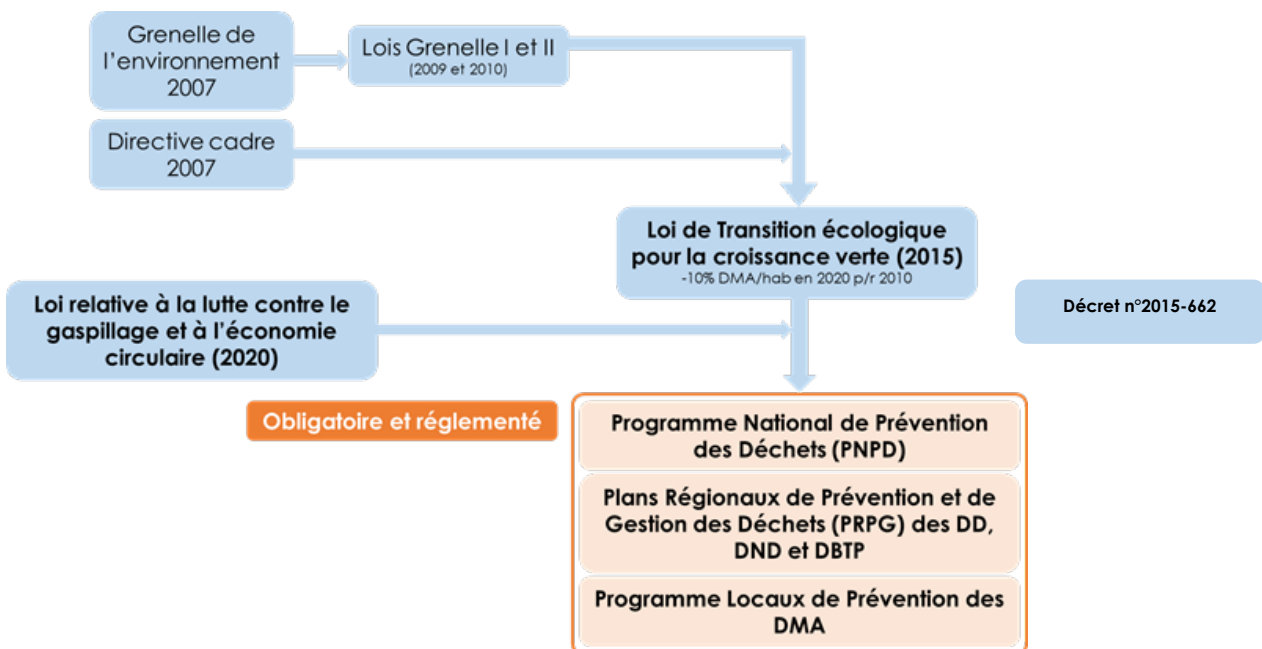 Grenelle de
l'environnement
2007
Lois Grenelle I et II
(2009 et 2010)
Directive cadre
2007
Loi de Transition écologique
pour la croissance verte (2015)
-10% DMA/hab en 2020 p/r 2010
Loi relative à la lutte contre le
gaspillage et à l'économie
circulaire (2020)
Décret n°2015-662
Obligatoire et réglementé
Programme National de Prévention
des Déchets (PNPD)
Plans Régionaux de Prévention et de
Gestion des Déchets (PRPG) des DD,
DND et DBTP
Programme Locaux de Prévention des
DMA